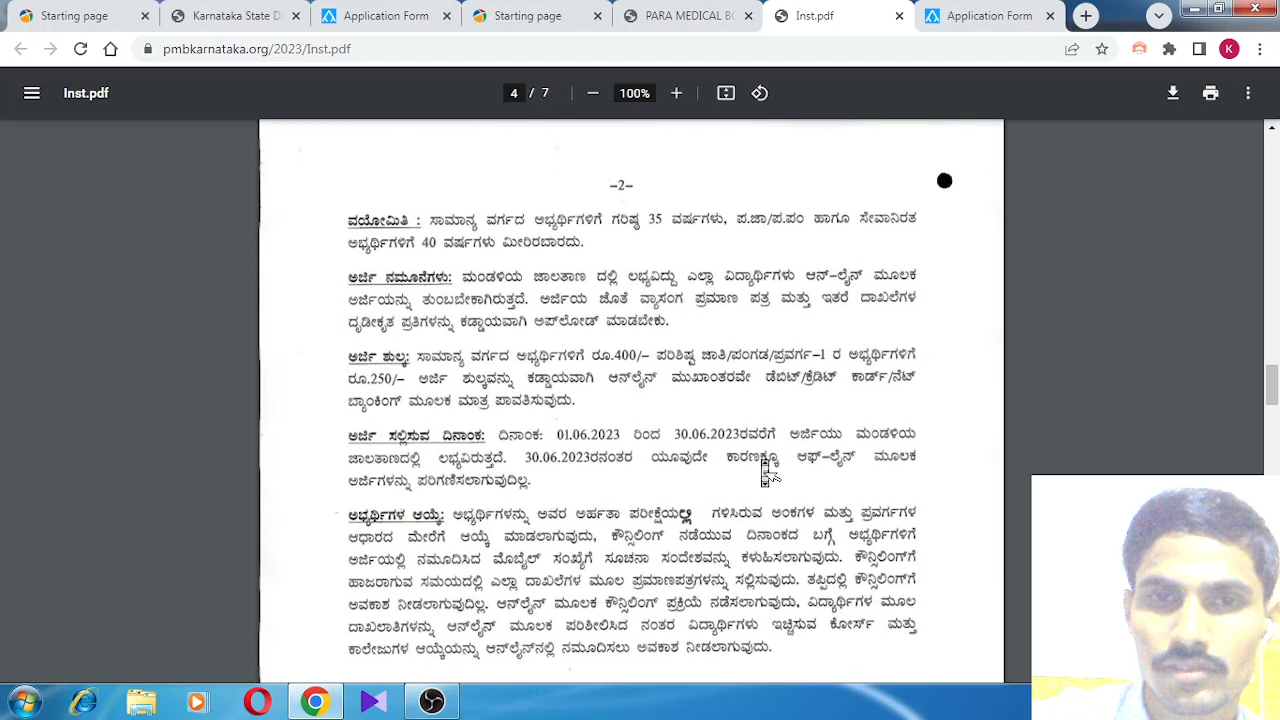 Starting page
Karnataka State Di
Application Form
Starting page
PARA MEDICAL BO
Inst.pdf
Application Form
pmbkarnataka.org/2023/Inst.pdf
K
Inst.pdf
4 / 7
100%
–2–
ವಯೋಮಿತಿ : ಸಾಮಾನ್ಯ ವರ್ಗದ ಅಭ್ಯರ್ಥಿಗಳಿಗೆ ಗರಿಷ್ಠ 35 ವರ್ಷಗಳು, ಪ.ಜಾ/ಪ.ಪಂ ಹಾಗೂ ಸೇವಾನಿರತ
ಅಭ್ಯರ್ಥಿಗಳಿಗೆ 40 ವರ್ಷಗಳು ಮೀರಿರಬಾರದು.
ಅರ್ಜಿ ನಮೂನೆಗಳು: ಮಂಡಳಿಯ ಜಾಲತಾಣ ದಲ್ಲಿ ಲಭ್ಯವಿದ್ದು ಎಲ್ಲಾ ವಿದ್ಯಾರ್ಥಿಗಳು ಆನ್–ಲೈನ್ ಮೂಲಕ
ಅರ್ಜಿಯನ್ನು ತುಂಬಬೇಕಾಗಿರುತ್ತದೆ. ಅರ್ಜಿಯ ಜೊತೆ ವ್ಯಾಸಂಗ ಪ್ರಮಾಣ ಪತ್ರ ಮತ್ತು ಇತರೆ ದಾಖಲೆಗಳ
ದೃಡೀಕೃತ ಪ್ರತಿಗಳನ್ನು ಕಡ್ಡಾಯವಾಗಿ ಅಪ್‌ಲೋಡ್ ಮಾಡಬೇಕು.
ಅರ್ಜಿ ಶುಲ್ಕ: ಸಾಮಾನ್ಯ ವರ್ಗದ ಅಭ್ಯರ್ಥಿಗಳಿಗೆ ರೂ.400/– ಪರಿಶಿಷ್ಟ ಜಾತಿ/ಪಂಗಡ/ಪ್ರವರ್ಗ–1 ರ ಅಭ್ಯರ್ಥಿಗಳಿಗೆ
ರೂ.250/– ಅರ್ಜಿ ಶುಲ್ಕವನ್ನು ಕಡ್ಡಾಯವಾಗಿ ಆನ್‌ಲೈನ್ ಮುಖಾಂತರವೇ ಡೆಬಿಟ್/ಕ್ರೆಡಿಟ್ ಕಾರ್ಡ್/ನೆಟ್
ಬ್ಯಾಂಕಿಂಗ್ ಮೂಲಕ ಮಾತ್ರ ಪಾವತಿಸುವುದು.
ಅರ್ಜಿ ಸಲ್ಲಿಸುವ ದಿನಾಂಕ: ದಿನಾಂಕ: 01.06.2023 ರಿಂದ 30.06.2023ರವರೆಗೆ ಅರ್ಜಿಯು ಮಂಡಳಿಯ
ಜಾಲತಾಣದಲ್ಲಿ ಲಭ್ಯವಿರುತ್ತದೆ. 30.06.2023ರನಂತರ ಯಾವುದೇ ಕಾರಣಕ್ಕೂ ಆಫ್–ಲೈನ್ ಮೂಲಕ
ಅರ್ಜಿಗಳನ್ನು ಪರಿಗಣಿಸಲಾಗುವುದಿಲ್ಲ.
ಅಭ್ಯರ್ಥಿಗಳ ಆಯ್ಕೆ: ಅಭ್ಯರ್ಥಿಗಳನ್ನು ಅವರ ಅರ್ಹತಾ ಪರೀಕ್ಷೆಯಲ್ಲಿ ಗಳಿಸಿರುವ ಅಂಕಗಳ ಮತ್ತು ಪ್ರವರ್ಗಗಳ
ಆಧಾರದ ಮೇರೆಗೆ ಆಯ್ಕೆ ಮಾಡಲಾಗುವುದು, ಕೌನ್ಸಿಲಿಂಗ್ ನಡೆಯುವ ದಿನಾಂಕದ ಬಗ್ಗೆ ಅಭ್ಯರ್ಥಿಗಳಿಗೆ
ಅರ್ಜಿಯಲ್ಲಿ ನಮೂದಿಸಿದ ಮೊಬೈಲ್ ಸಂಖ್ಯೆಗೆ ಸೂಚನಾ ಸಂದೇಶವನ್ನು ಕಳುಹಿಸಲಾಗುವುದು. ಕೌನ್ಸಿಲಿಂಗ್‌ಗೆ
ಹಾಜರಾಗುವ ಸಮಯದಲ್ಲಿ ಎಲ್ಲಾ ದಾಖಲೆಗಳ ಮೂಲ ಪ್ರಮಾಣಪತ್ರಗಳನ್ನು ಸಲ್ಲಿಸುವುದು. ತಪ್ಪಿದಲ್ಲಿ ಕೌನ್ಸಿಲಿಂಗ್‌ಗೆ
ಅವಕಾಶ ನೀಡಲಾಗುವುದಿಲ್ಲ. ಆನ್‌ಲೈನ್ ಮೂಲಕ ಕೌನ್ಸಿಲಿಂಗ್ ಪ್ರಕ್ರಿಯೆ ನಡೆಸಲಾಗುವುದು, ವಿದ್ಯಾರ್ಥಿಗಳ ಮೂಲ
ದಾಖಲಾತಿಗಳನ್ನು ಆನ್‌ಲೈನ್ ಮೂಲಕ ಪರಿಶೀಲಿಸಿದ ನಂತರ ವಿದ್ಯಾರ್ಥಿಗಳು ಇಚ್ಚಿಸುವ ಕೋರ್ಸ್ ಮತ್ತು
ಕಾಲೇಜುಗಳ ಆಯ್ಕೆಯನ್ನು ಆನ್‌ಲೈನ್‌ನಲ್ಲಿ ನಮೂದಿಸಲು ಅವಕಾಶ ನೀಡಲಾಗುವುದು.